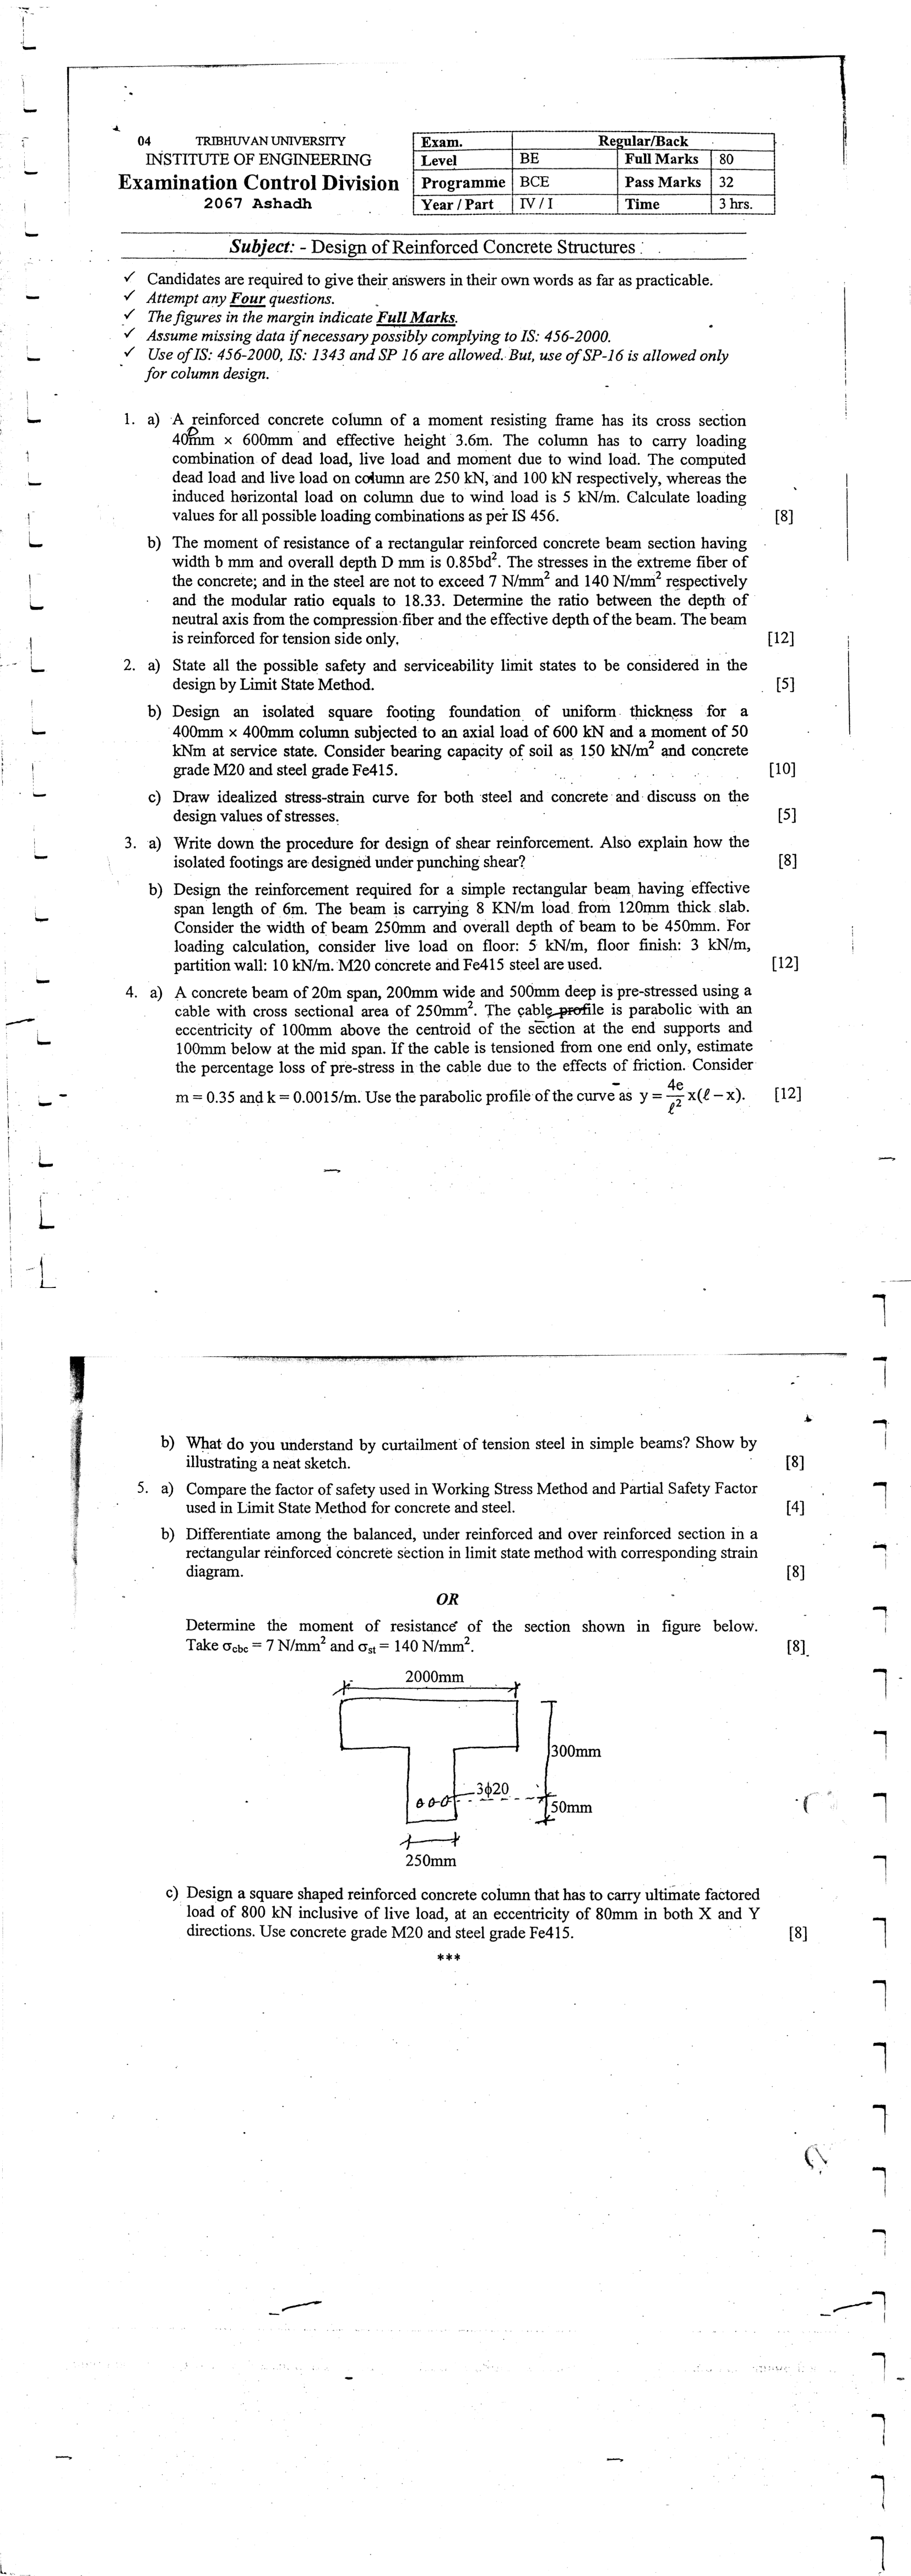 04 TRIBHUVAN UNIVERSITY
INSTITUTE OF ENGINEERING
Examination Control Division
2067 Ashadh
Exam. Regular/Back
Level BE Full Marks 80
Programme BCE Pass Marks 32
Year / Part IV / I Time 3 hrs.
Subject: - Design of Reinforced Concrete Structures
✓ Candidates are required to give their answers in their own words as far as practicable.
✓ Attempt any Four questions.
✓ The figures in the margin indicate Full Marks.
✓ Assume missing data if necessary possibly complying to IS: 456-2000.
✓ Use of IS: 456-2000, IS: 1343 and SP 16 are allowed. But, use of SP-16 is allowed only
for column design.
1. a) A reinforced concrete column of a moment resisting frame has its cross section
400mm × 600mm and effective height 3.6m. The column has to carry loading
combination of dead load, live load and moment due to wind load. The computed
dead load and live load on column are 250 kN, and 100 kN respectively, whereas the
induced horizontal load on column due to wind load is 5 kN/m. Calculate loading
values for all possible loading combinations as per IS 456. [8]
b) The moment of resistance of a rectangular reinforced concrete beam section having
width b mm and overall depth D mm is 0.85bd². The stresses in the extreme fiber of
the concrete; and in the steel are not to exceed 7 N/mm² and 140 N/mm² respectively
and the modular ratio equals to 18.33. Determine the ratio between the depth of
neutral axis from the compression fiber and the effective depth of the beam. The beam
is reinforced for tension side only. [12]
2. a) State all the possible safety and serviceability limit states to be considered in the
design by Limit State Method. [5]
b) Design an isolated square footing foundation of uniform thickness for a
400mm × 400mm column subjected to an axial load of 600 kN and a moment of 50
kNm at service state. Consider bearing capacity of soil as 150 kN/m² and concrete
grade M20 and steel grade Fe415. [10]
c) Draw idealized stress-strain curve for both steel and concrete and discuss on the
design values of stresses. [5]
3. a) Write down the procedure for design of shear reinforcement. Also explain how the
isolated footings are designed under punching shear? [8]
b) Design the reinforcement required for a simple rectangular beam having effective
span length of 6m. The beam is carrying 8 KN/m load from 120mm thick slab.
Consider the width of beam 250mm and overall depth of beam to be 450mm. For
loading calculation, consider live load on floor: 5 kN/m, floor finish: 3 kN/m,
partition wall: 10 kN/m. M20 concrete and Fe415 steel are used. [12]
4. a) A concrete beam of 20m span, 200mm wide and 500mm deep is pre-stressed using a
cable with cross sectional area of 250mm². The cable profile is parabolic with an
eccentricity of 100mm above the centroid of the section at the end supports and
100mm below at the mid span. If the cable is tensioned from one end only, estimate
the percentage loss of pre-stress in the cable due to the effects of friction. Consider
m = 0.35 and k = 0.0015/m. Use the parabolic profile of the curve as y = 4e/ℓ² x(ℓ – x). [12]
b) What do you understand by curtailment of tension steel in simple beams? Show by
illustrating a neat sketch. [8]
5. a) Compare the factor of safety used in Working Stress Method and Partial Safety Factor
used in Limit State Method for concrete and steel. [4]
b) Differentiate among the balanced, under reinforced and over reinforced section in a
rectangular reinforced concrete section in limit state method with corresponding strain
diagram. [8]
OR
Determine the moment of resistance of the section shown in figure below.
Take σcbc = 7 N/mm² and σst = 140 N/mm². [8]
2000mm
300mm
3ϕ20
50mm
250mm
c) Design a square shaped reinforced concrete column that has to carry ultimate factored
load of 800 kN inclusive of live load, at an eccentricity of 80mm in both X and Y
directions. Use concrete grade M20 and steel grade Fe415. [8]
***